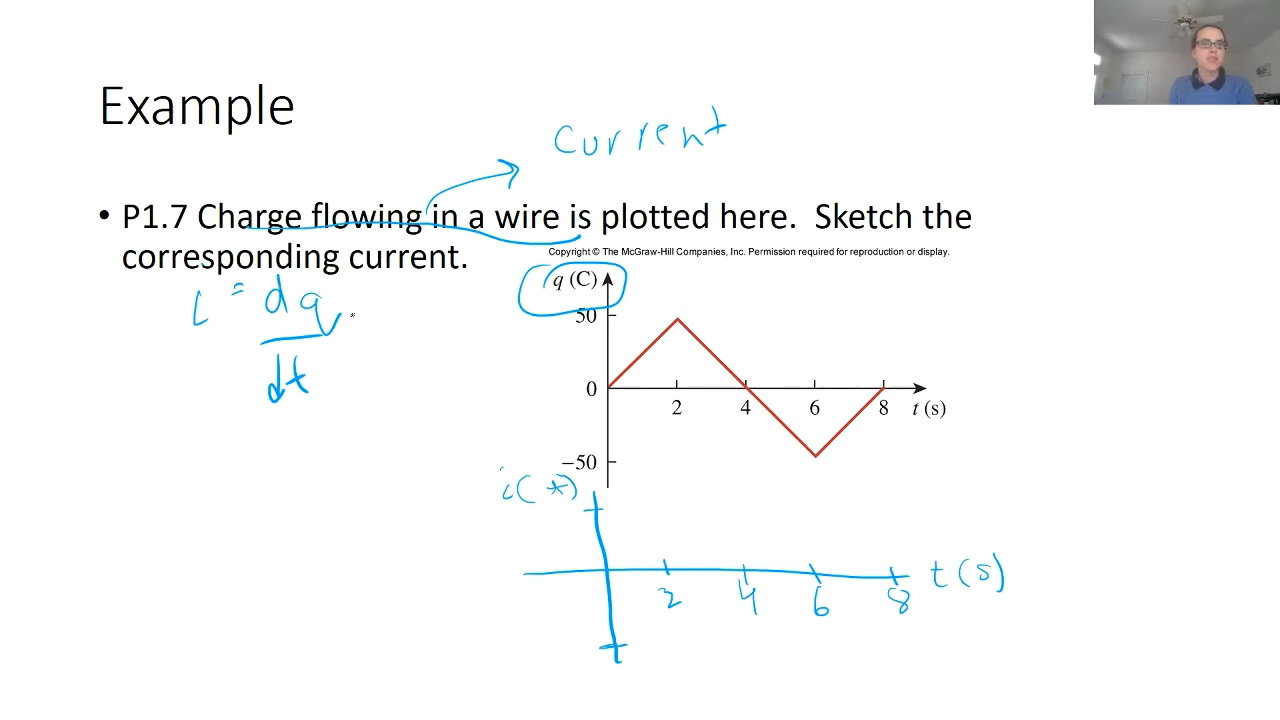 Example
Current
• P1.7 Charge flowing in a wire is plotted here. Sketch the
corresponding current.
Copyright © The McGraw-Hill Companies, Inc. Permission required for reproduction or display.
i = dq
dt
q (C)
50
0
2 4 6 8 t (s)
−50
i(*)
t(s)
2 4 6 8